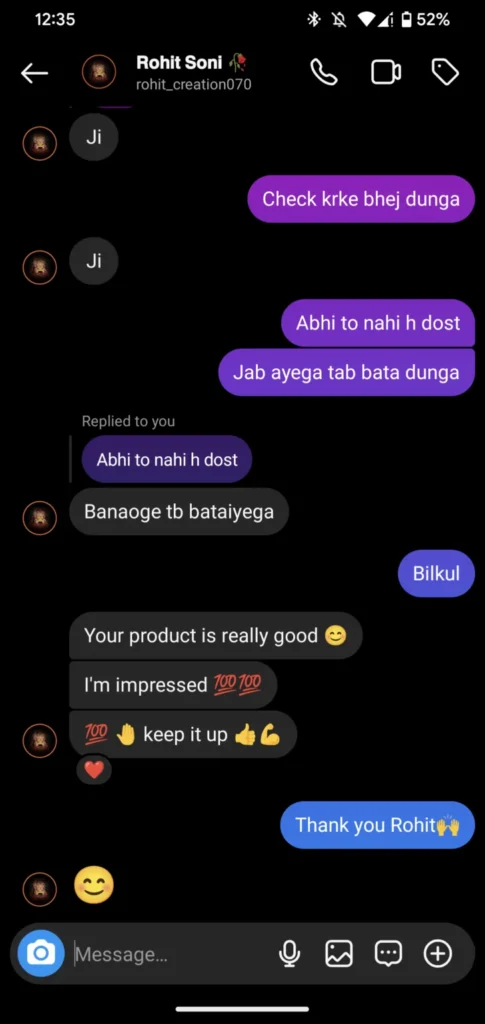 12:35
52%
Rohit Soni 🥀
rohit_creation070
Ji
Check krke bhej dunga
Ji
Abhi to nahi h dost
Jab ayega tab bata dunga
Replied to you
Abhi to nahi h dost
Banaoge tb bataiyega
Bilkul
Your product is really good 😊
I'm impressed 💯💯
💯 🤚 keep it up 👍💪
❤️
Thank you Rohit🙌
😊
Message...